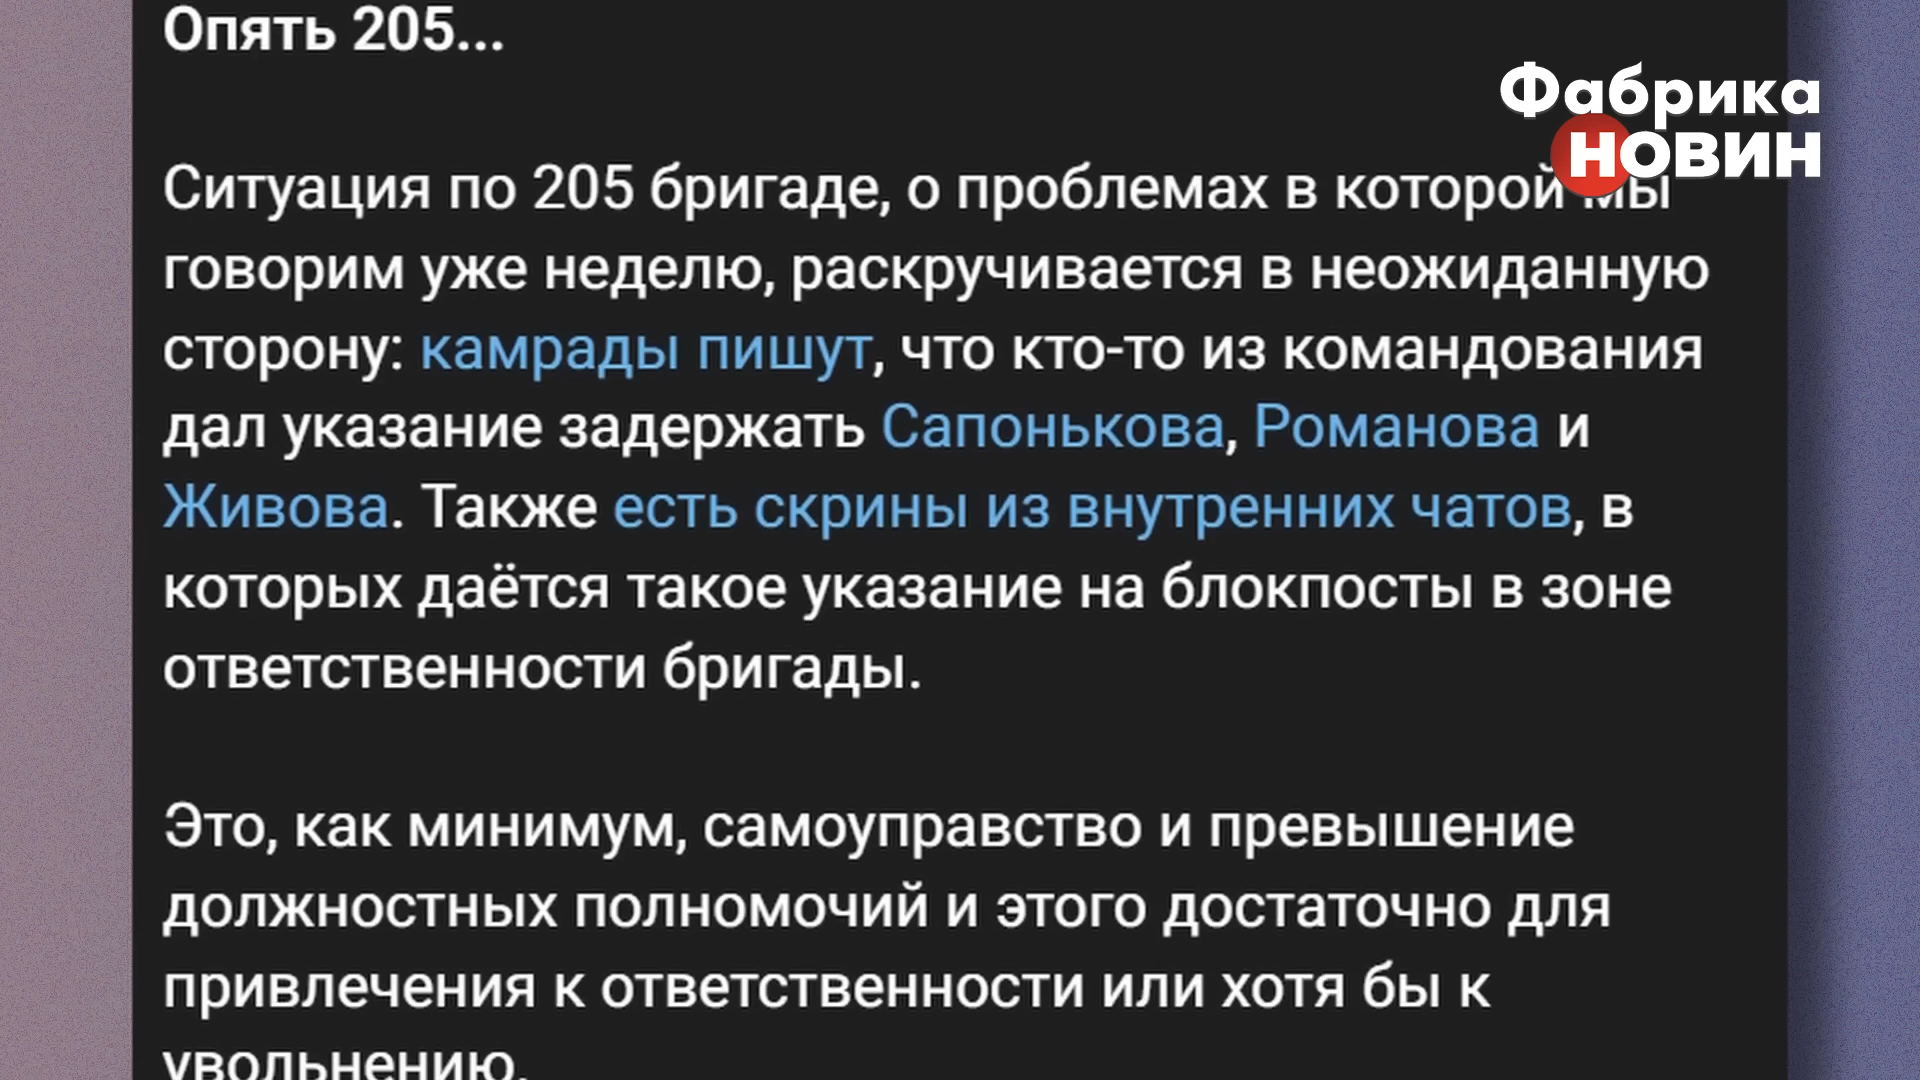 Опять 205...
Фабрика
новин
Ситуация по 205 бригаде, о проблемах в которой мы
говорим уже неделю, раскручивается в неожиданную
сторону: камрады пишут, что кто-то из командования
дал указание задержать Сапонькова, Романова и
Живова. Также есть скрины из внутренних чатов, в
которых даётся такое указание на блокпосты в зоне
ответственности бригады.
Это, как минимум, самоуправство и превышение
должностных полномочий и этого достаточно для
привлечения к ответственности или хотя бы к
увольнению.